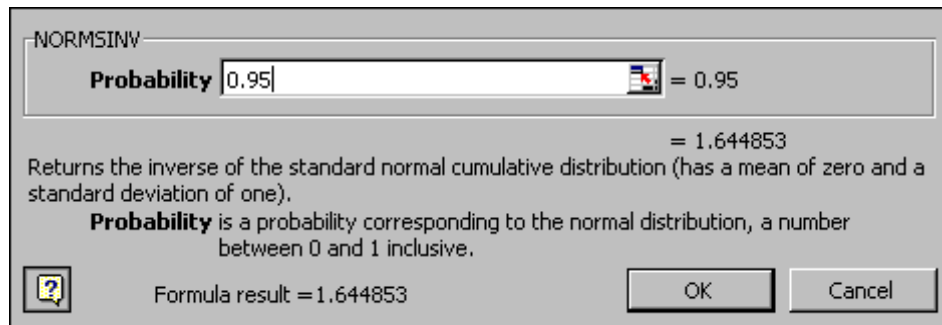 NORMSINV
Probability 0.95 = 0.95
= 1.644853
Returns the inverse of the standard normal cumulative distribution (has a mean of zero and a
standard deviation of one).
Probability is a probability corresponding to the normal distribution, a number
between 0 and 1 inclusive.
? Formula result =1.644853 OK Cancel